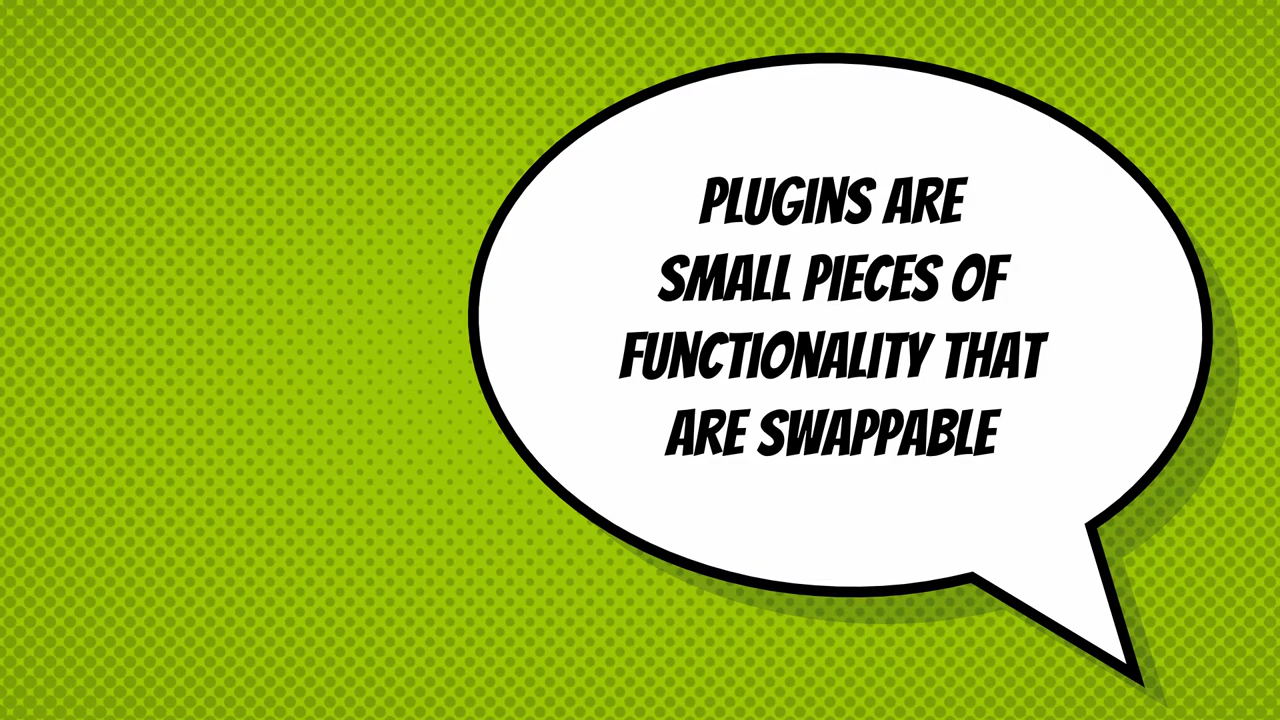 PLUGINS ARE
SMALL PIECES OF
FUNCTIONALITY THAT
ARE SWAPPABLE